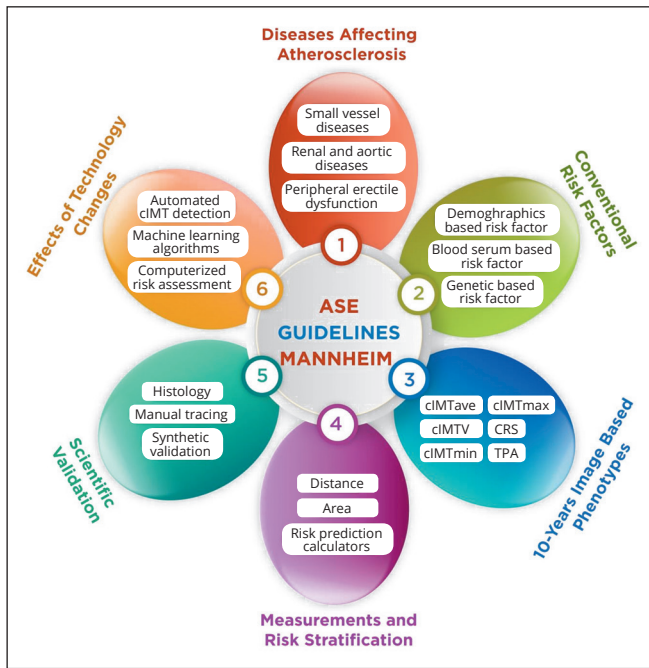 Diseases Affecting
Atherosclerosis
Small vessel
diseases
Renal and aortic
diseases
Peripheral erectile
dysfunction
1
Conventional
Risk Factors
Demoghraphics
based risk factor
Blood serum based
risk factor
Genetic based
risk factor
2
10-Years Image Based
Phenotypes
cIMTave cIMTmax
cIMTV CRS
cIMTmin TPA
3
4
Distance
Area
Risk prediction
calculators
Measurements and
Risk Stratification
Scientific
Validation
Histology
Manual tracing
Synthetic
validation
5
Effects of Technology
Changes
Automated
cIMT detection
Machine learning
algorithms
Computerized
risk assessment
6
ASE
GUIDELINES
MANNHEIM